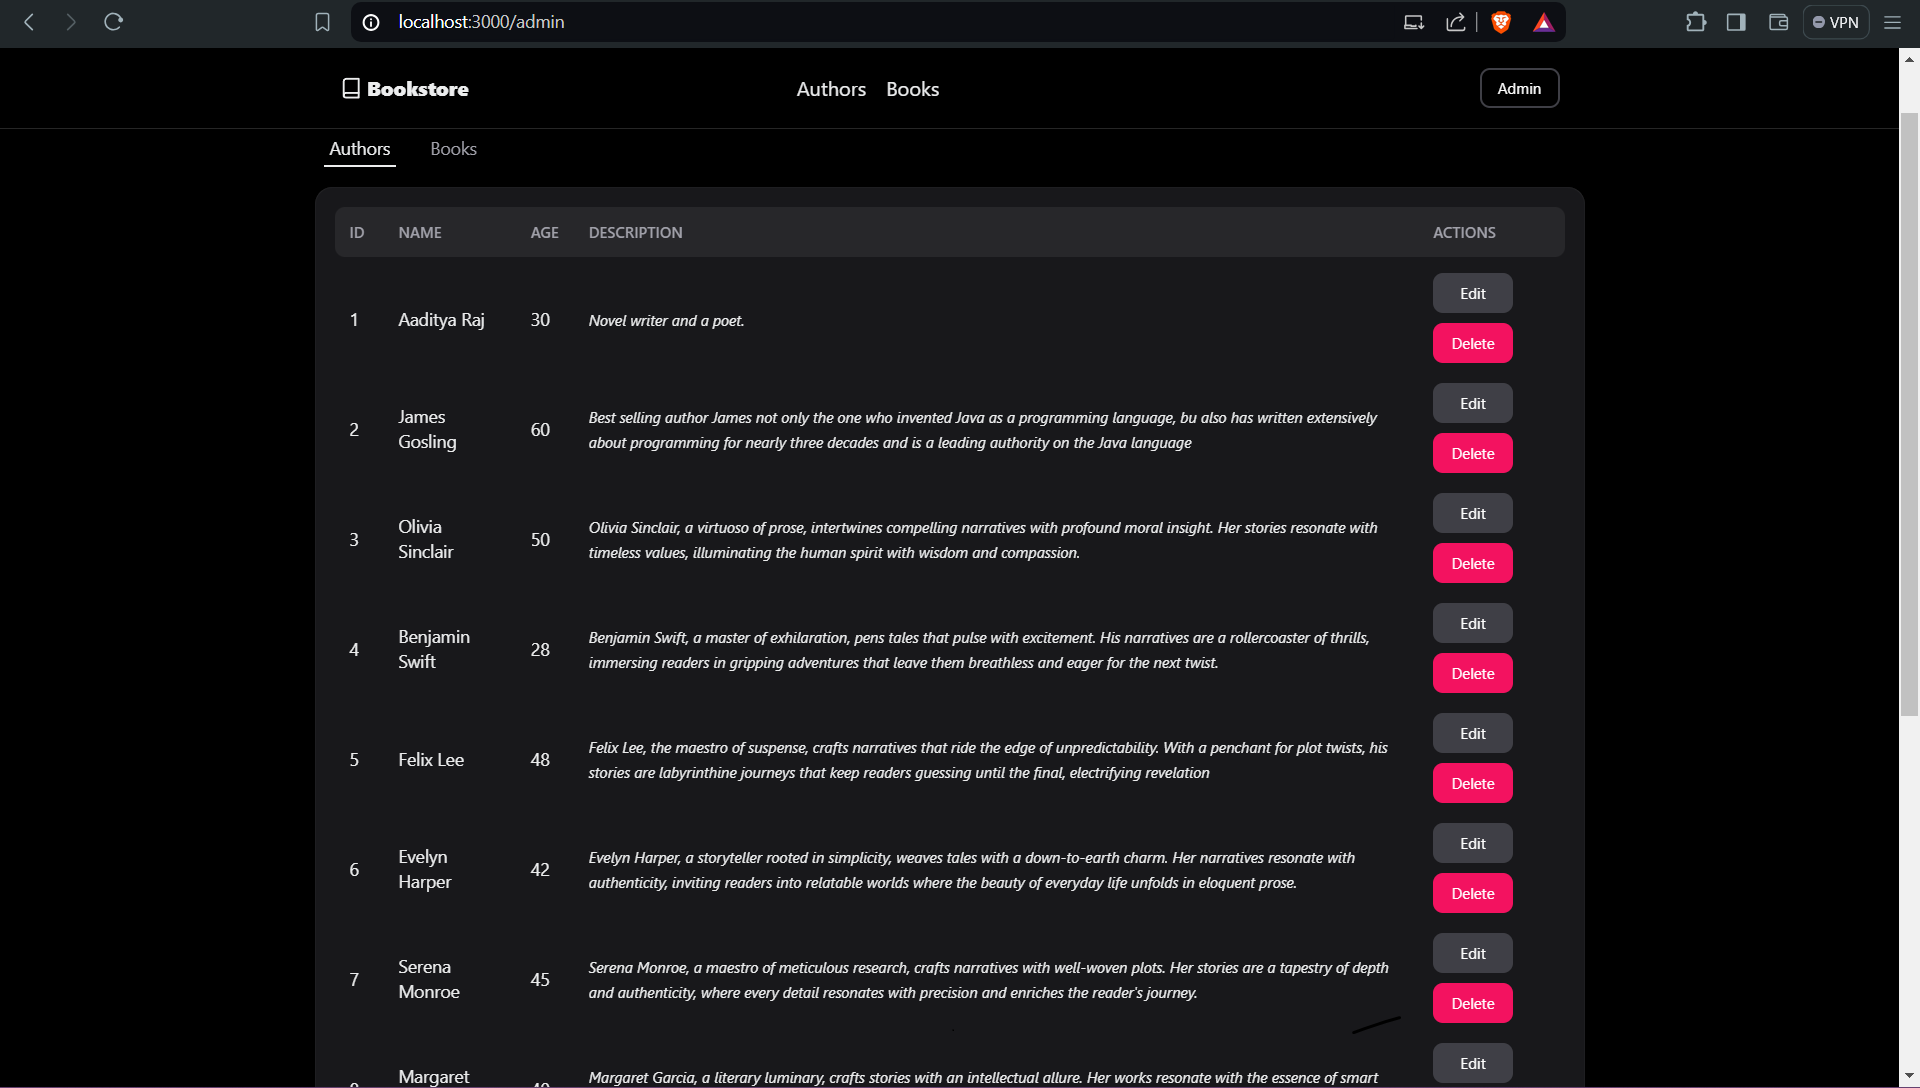 localhost:3000/admin
VPN
Bookstore
Authors Books
Admin
Authors Books
ID NAME AGE DESCRIPTION ACTIONS
1 Aaditya Raj 30 Novel writer and a poet.
Edit
Delete
2 James Gosling 60
Best selling author James not only the one who invented Java as a programming language, bu also has written extensively
about programming for nearly three decades and is a leading authority on the Java language
Edit
Delete
3 Olivia Sinclair 50
Olivia Sinclair, a virtuoso of prose, intertwines compelling narratives with profound moral insight. Her stories resonate with
timeless values, illuminating the human spirit with wisdom and compassion.
Edit
Delete
4 Benjamin Swift 28
Benjamin Swift, a master of exhilaration, pens tales that pulse with excitement. His narratives are a rollercoaster of thrills,
immersing readers in gripping adventures that leave them breathless and eager for the next twist.
Edit
Delete
5 Felix Lee 48
Felix Lee, the maestro of suspense, crafts narratives that ride the edge of unpredictability. With a penchant for plot twists, his
stories are labyrinthine journeys that keep readers guessing until the final, electrifying revelation
Edit
Delete
6 Evelyn Harper 42
Evelyn Harper, a storyteller rooted in simplicity, weaves tales with a down-to-earth charm. Her narratives resonate with
authenticity, inviting readers into relatable worlds where the beauty of everyday life unfolds in eloquent prose.
Edit
Delete
7 Serena Monroe 45
Serena Monroe, a maestro of meticulous research, crafts narratives with well-woven plots. Her stories are a tapestry of depth
and authenticity, where every detail resonates with precision and enriches the reader's journey.
Edit
Delete
Margaret
Margaret Garcia, a literary luminary, crafts stories with an intellectual allure. Her works resonate with the essence of smart
Edit